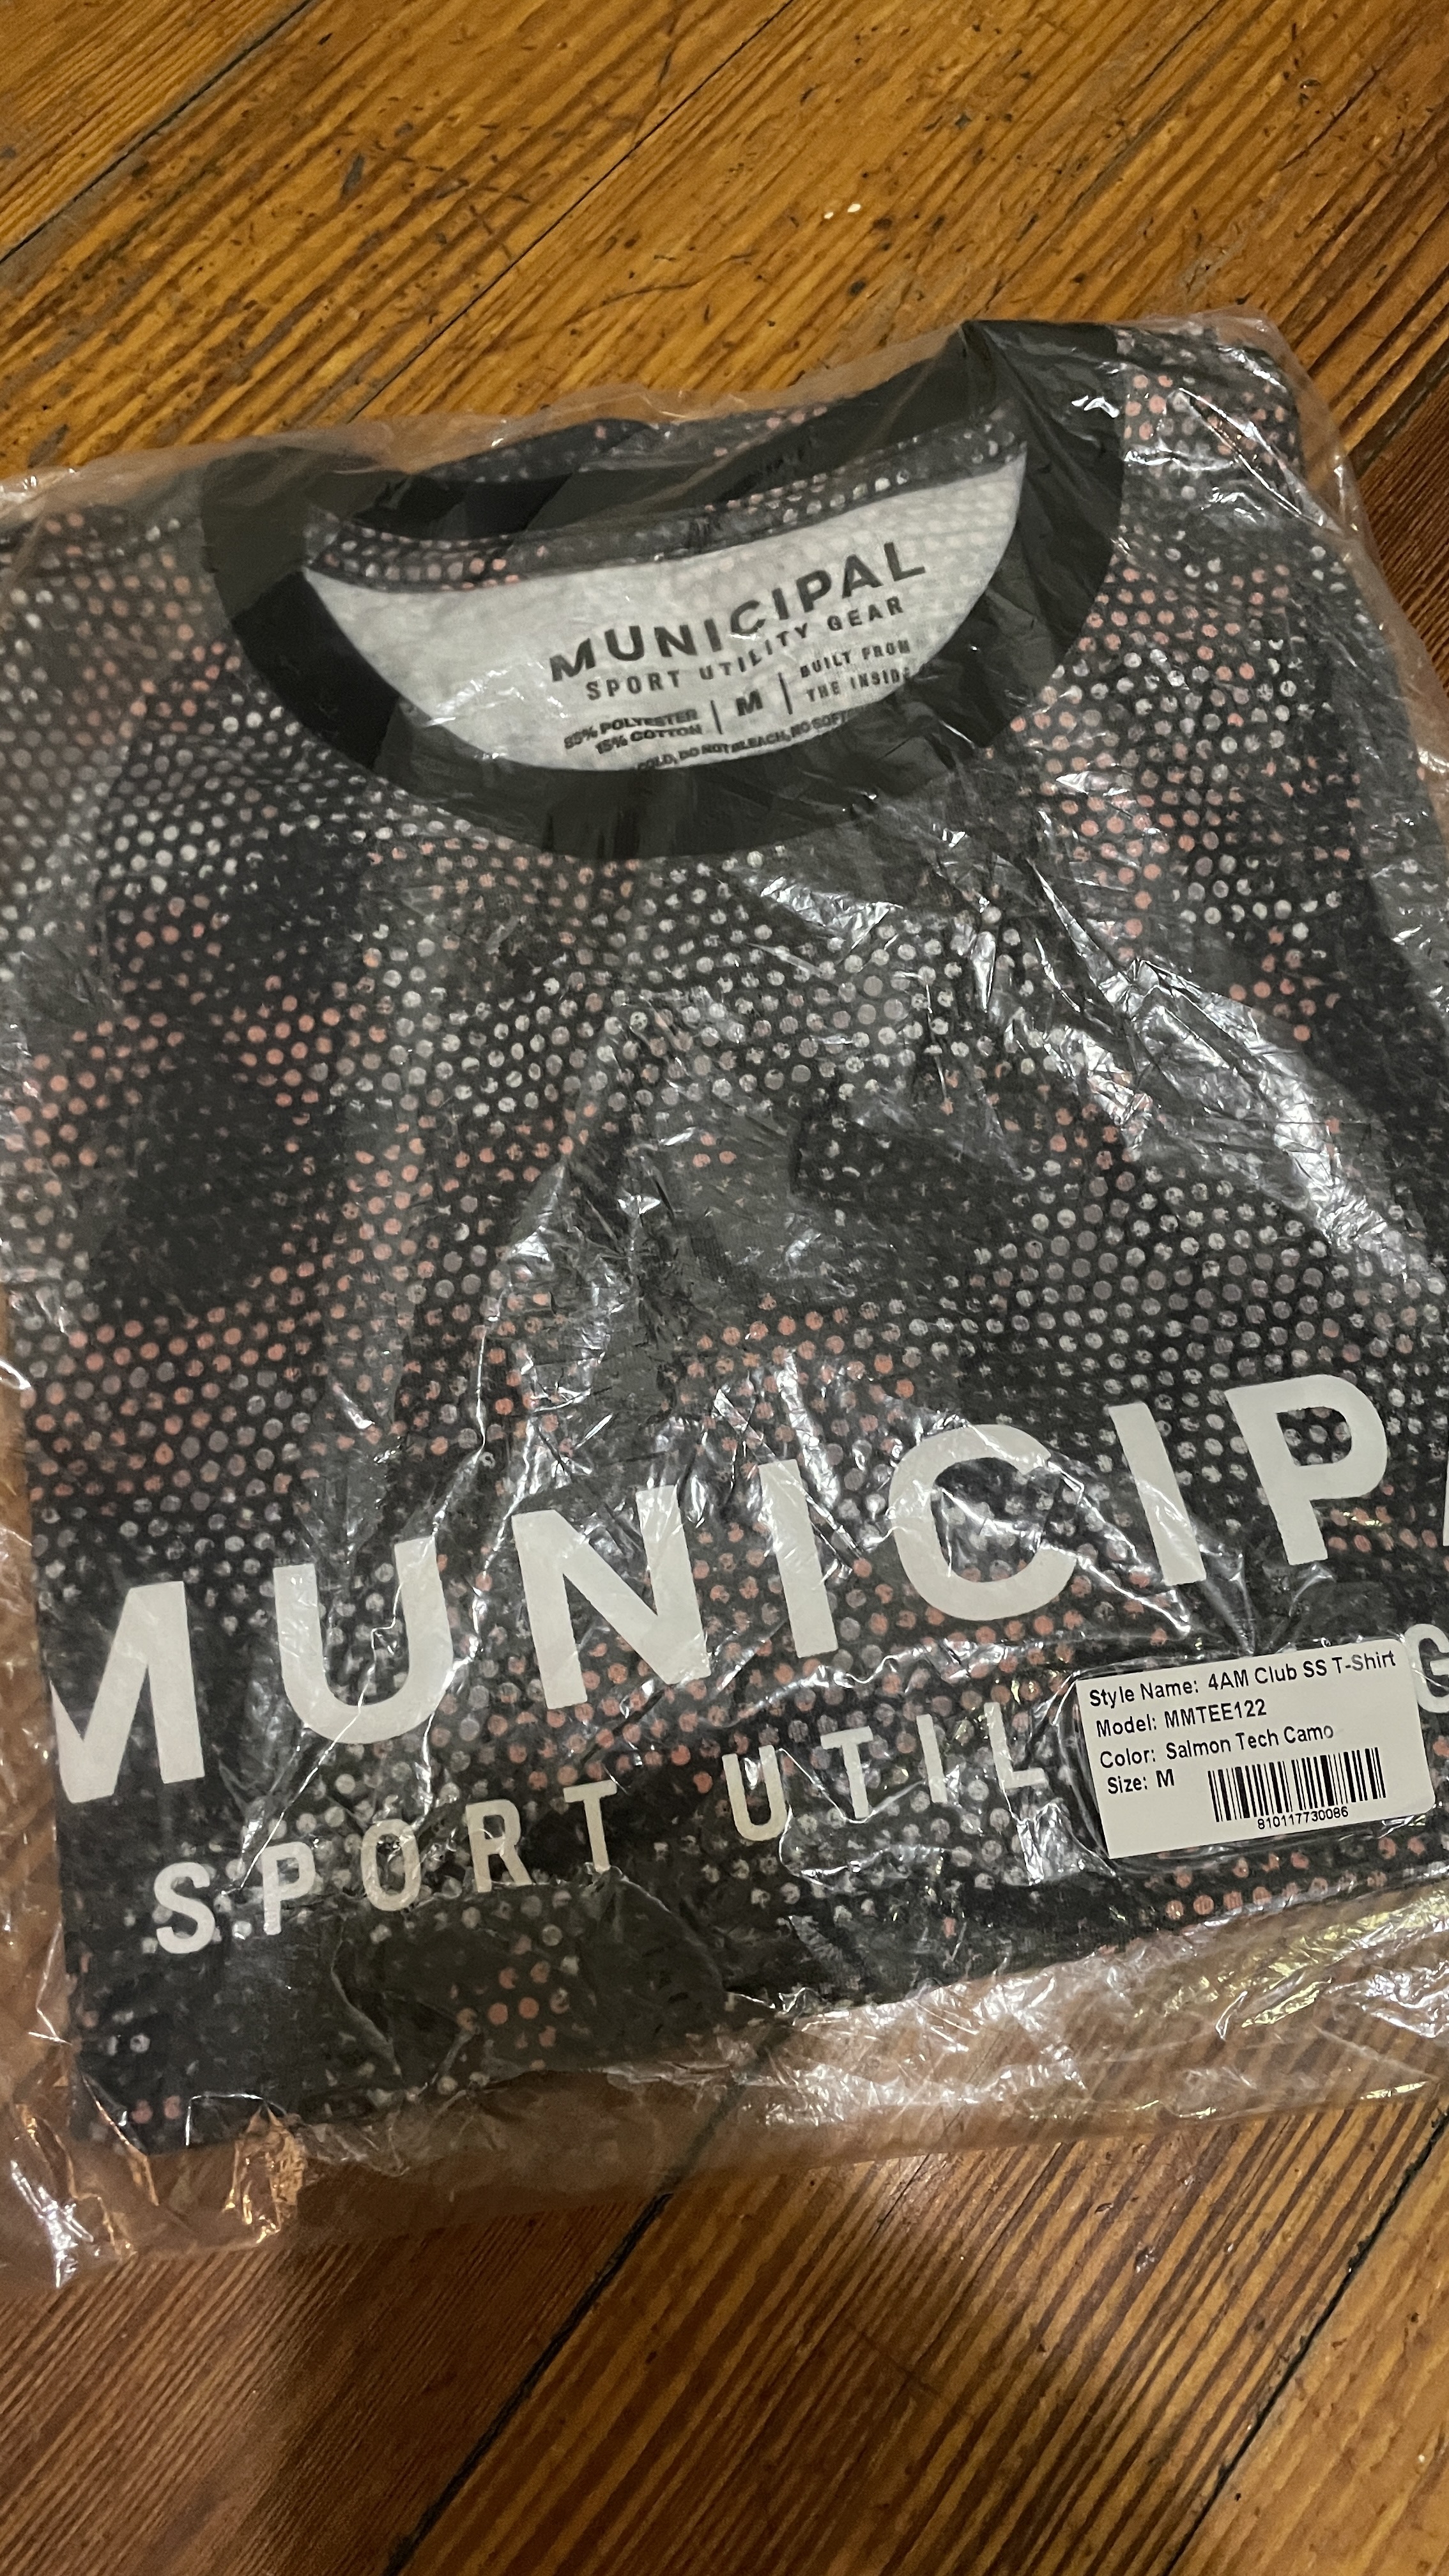 MUNICIPAL
SPORT UTILITY GEAR
85% POLYESTER
15% COTTON
M
BUILT FROM
THE INSIDE
COLD, DO NOT BLEACH, NO SOFT
MUNICIPA
SPORT UTIL G
Style Name: 4AM Club SS T-Shirt
Model: MMTEE122
Color: Salmon Tech Camo
Size: M
810117730086